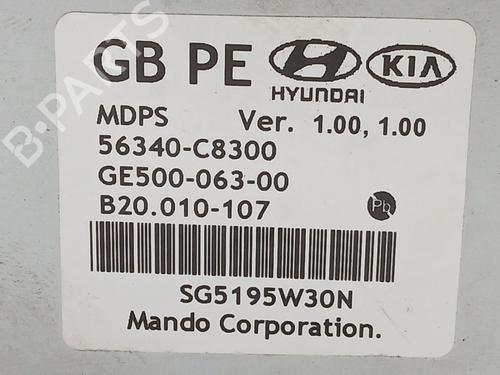 GB PE HYUNDAI KIA
MDPS Ver. 1.00, 1.00
56340-C8300
GE500-063-00
B20.010-107
Pb
SG5195W30N
Mando Corporation.
B-PARTS